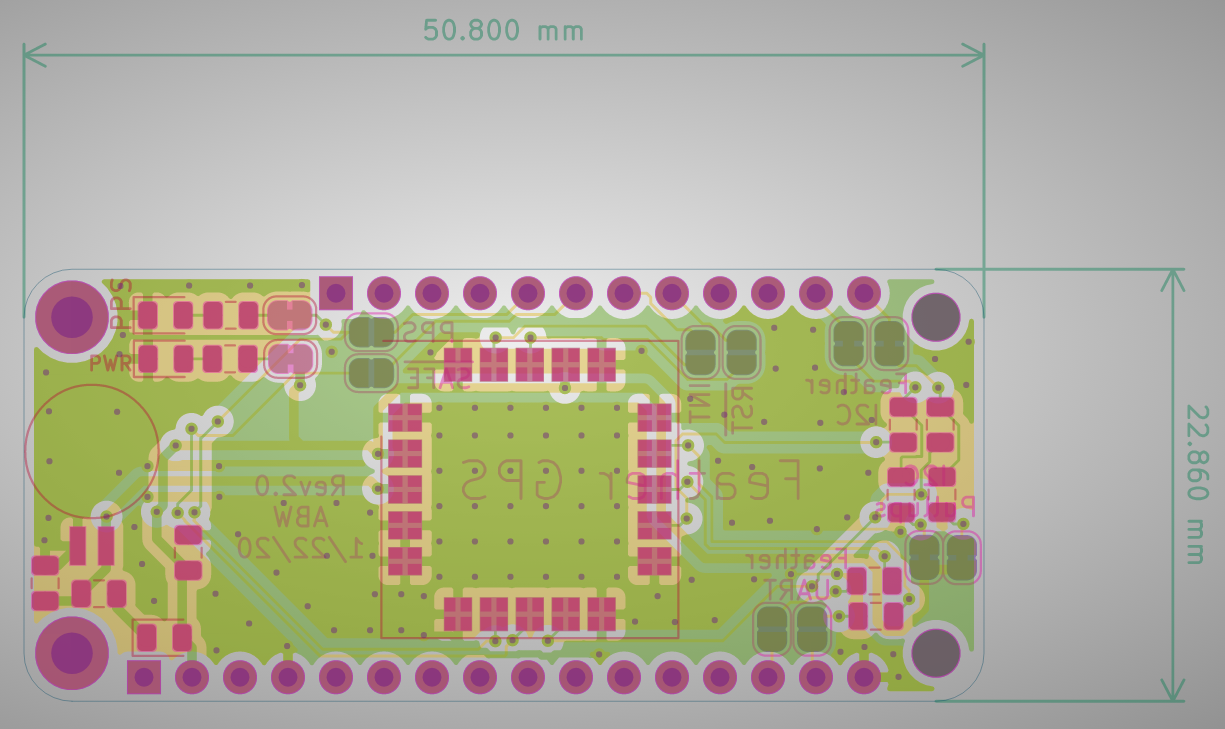 50.800 mm
PPS
PWR
PPS
SAFE
INT
RST
Feather
I2C
22.860 mm
Feather GPS
Rev2.0
ABW
1/22/20
I2C
Pullups
Feather
UART